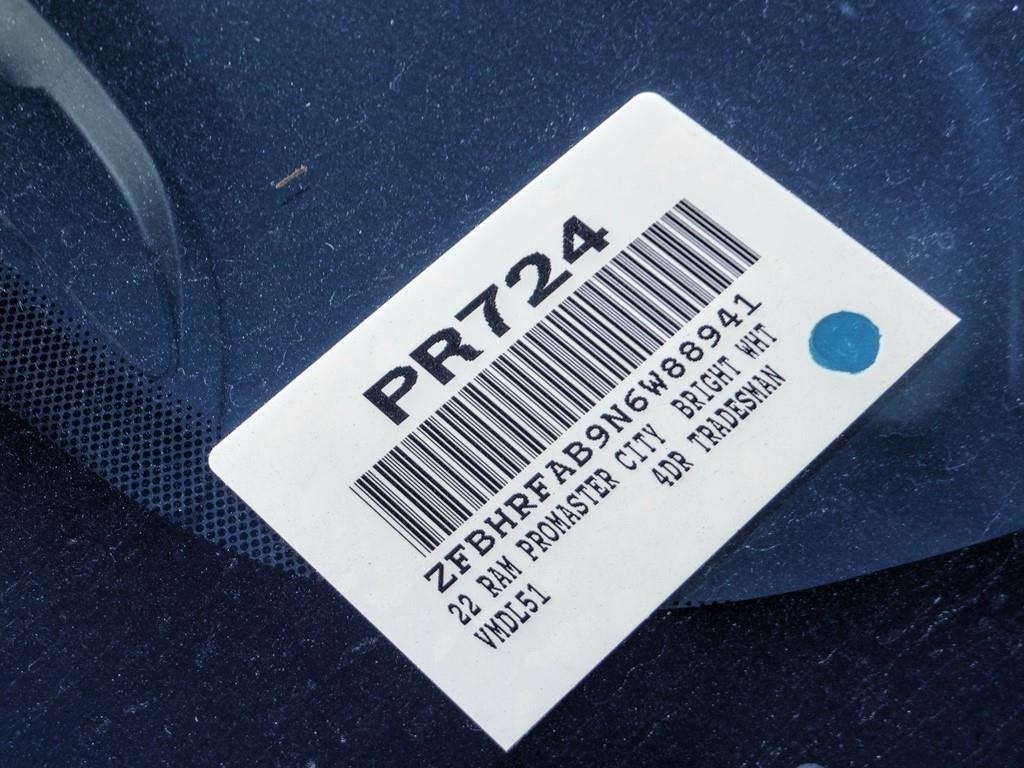 PR724
ZFBHRFAB9N6W88941
22 RAM PROMASTER CITY BRIGHT WHT
VMDL51 4DR TRADESMAN